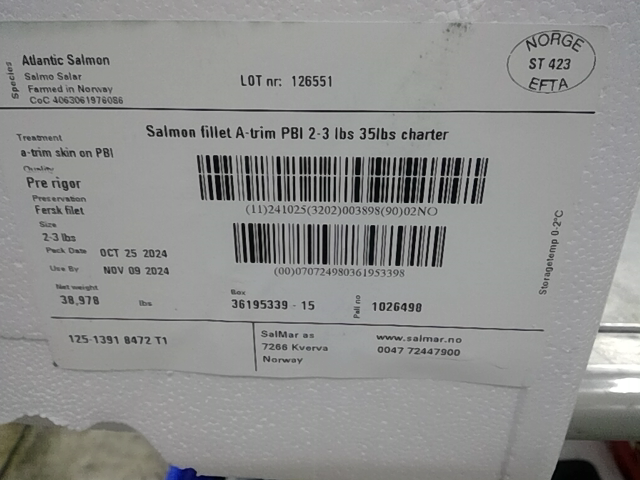 Species
Atlantic Salmon
Salmo Salar
Farmed in Norway
CoC 4063061976086
LOT nr: 126551
NORGE
ST 423
EFTA
Treatment
a-trim skin on PBI
Salmon fillet A-trim PBI 2-3 lbs 35lbs charter
Quality
Pre rigor
Preservation
Fersk filet
(11)241025(3202)003898(90)02NO
Size
2-3 lbs
Pack Date OCT 25 2024
Use By NOV 09 2024
(00)070724980361953398
Storagetemp 0-2°C
Net weight
38,978 lbs
Box
36195339 - 15
Pall no
1026498
125-1391 8472 T1
SalMar as
7266 Kverva
Norway
www.salmar.no
0047 72447900